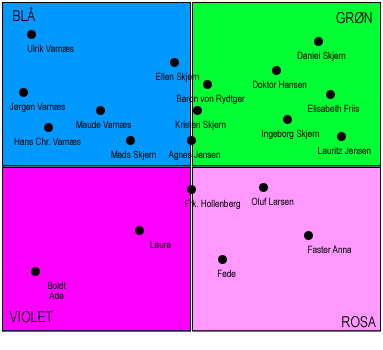 BLÅ
GRØN
Ulrik Varnæs
Daniel Skjern
Ellen Skjern
Doktor Hansen
Baron von Rydtger
Jørgen Varnæs
Elisabeth Friis
Maude Varnæs
Kristen Skjern
Ingeborg Skjern
Hans Chr. Varnæs
Mads Skjern
Agnes Jensen
Lauritz Jensen
Frk. Hollenberg
Oluf Larsen
Laura
Faster Anna
Fede
Boldt
Ada
VIOLET
ROSA